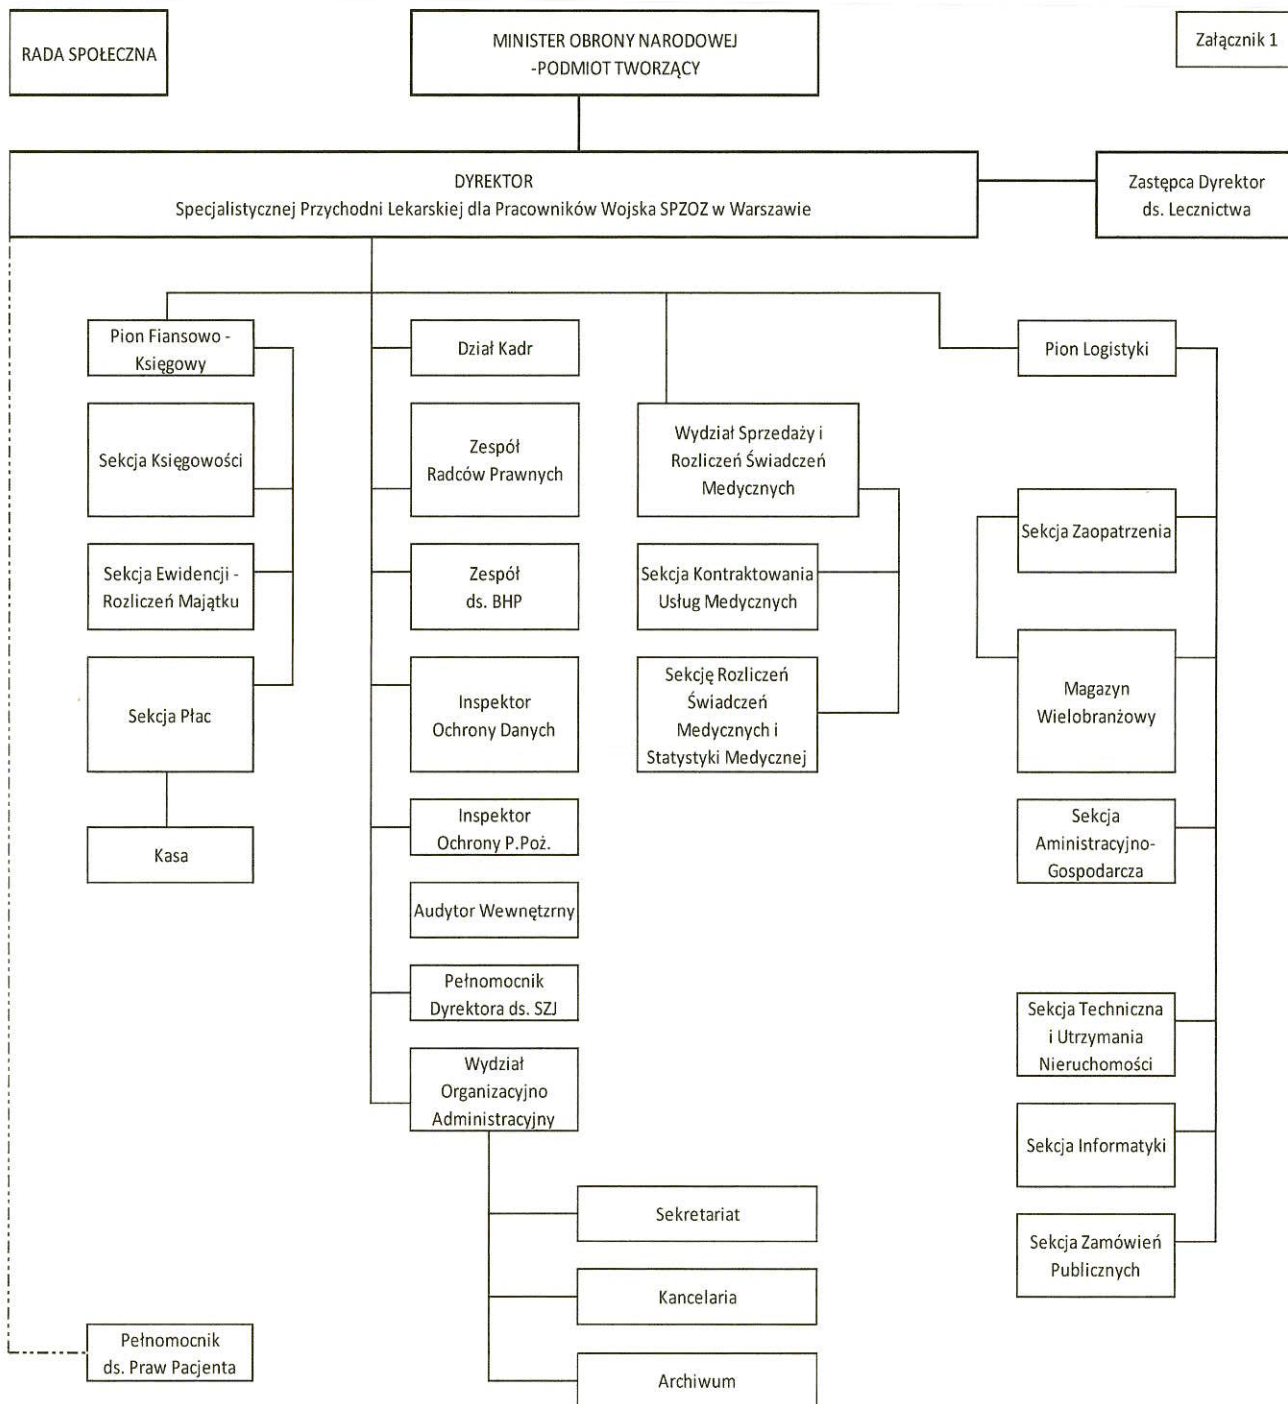 RADA SPOŁECZNA
MINISTER OBRONY NARODOWEJ
-PODMIOT TWORZĄCY
Załącznik 1
DYREKTOR
Specjalistycznej Przychodni Lekarskiej dla Pracowników Wojska SPZOZ w Warszawie
Zastępca Dyrektor
ds. Lecznictwa
Pion Fiansowo -
Księgowy
Sekcja Księgowości
Sekcja Ewidencji -
Rozliczeń Majątku
Sekcja Płac
Kasa
Dział Kadr
Zespół
Radców Prawnych
Zespół
ds. BHP
Inspektor
Ochrony Danych
Inspektor
Ochrony P.Poż.
Audytor Wewnętzrny
Pełnomocnik
Dyrektora ds. SZJ
Wydział
Organizacyjno
Administracyjny
Sekretariat
Kancelaria
Archiwum
Wydział Sprzedaży i
Rozliczeń Świadczeń
Medycznych
Sekcja Kontraktowania
Usług Medycznych
Sekcję Rozliczeń
Świadczeń
Medycznych i
Statystyki Medycznej
Pion Logistyki
Sekcja Zaopatrzenia
Magazyn
Wielobranżowy
Sekcja
Aministracyjno-
Gospodarcza
Sekcja Techniczna
i Utrzymania
Nieruchomości
Sekcja Informatyki
Sekcja Zamówień
Publicznych
Pełnomocnik
ds. Praw Pacjenta